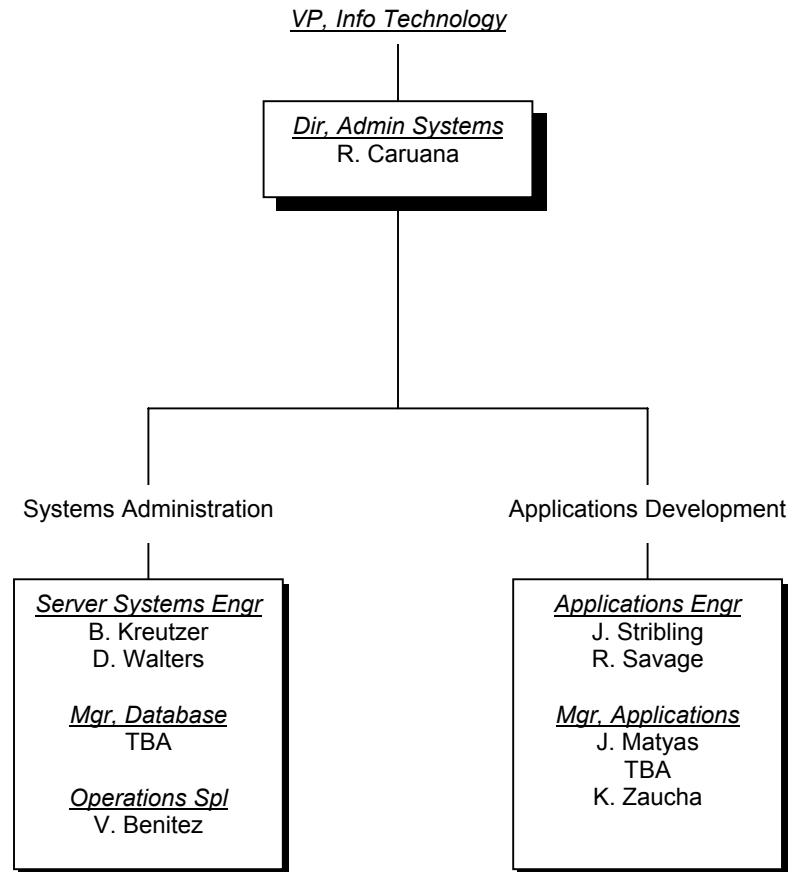 VP, Info Technology
Dir, Admin Systems
R. Caruana
Systems Administration
Applications Development
Server Systems Engr
B. Kreutzer
D. Walters
Mgr, Database
TBA
Operations Spl
V. Benitez
Applications Engr
J. Stribling
R. Savage
Mgr, Applications
J. Matyas
TBA
K. Zaucha